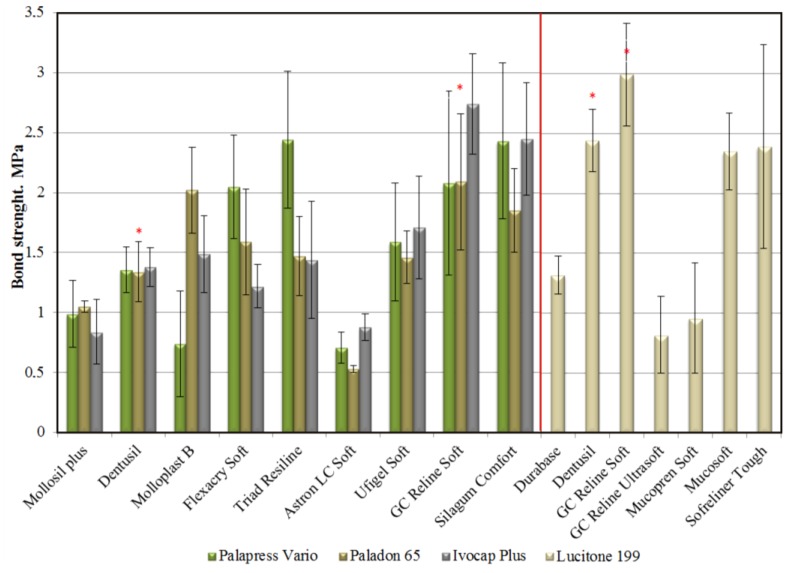 Bond strenght. MPa
3.5
3
2.5
2
1.5
1
0.5
0
*
*
*
*
Mollosil plus
Dentusil
Molloplast B
Flexacry Soft
Triad Resiline
Astron LC Soft
Ufigel Soft
GC Reline Soft
Silagum Comfort
Durabase
Dentusil
GC Reline Soft
GC Reline Ultrasoft
Mucopren Soft
Mucosoft
Sofreliner Tough
Palapress Vario
Paladon 65
Ivocap Plus
Lucitone 199